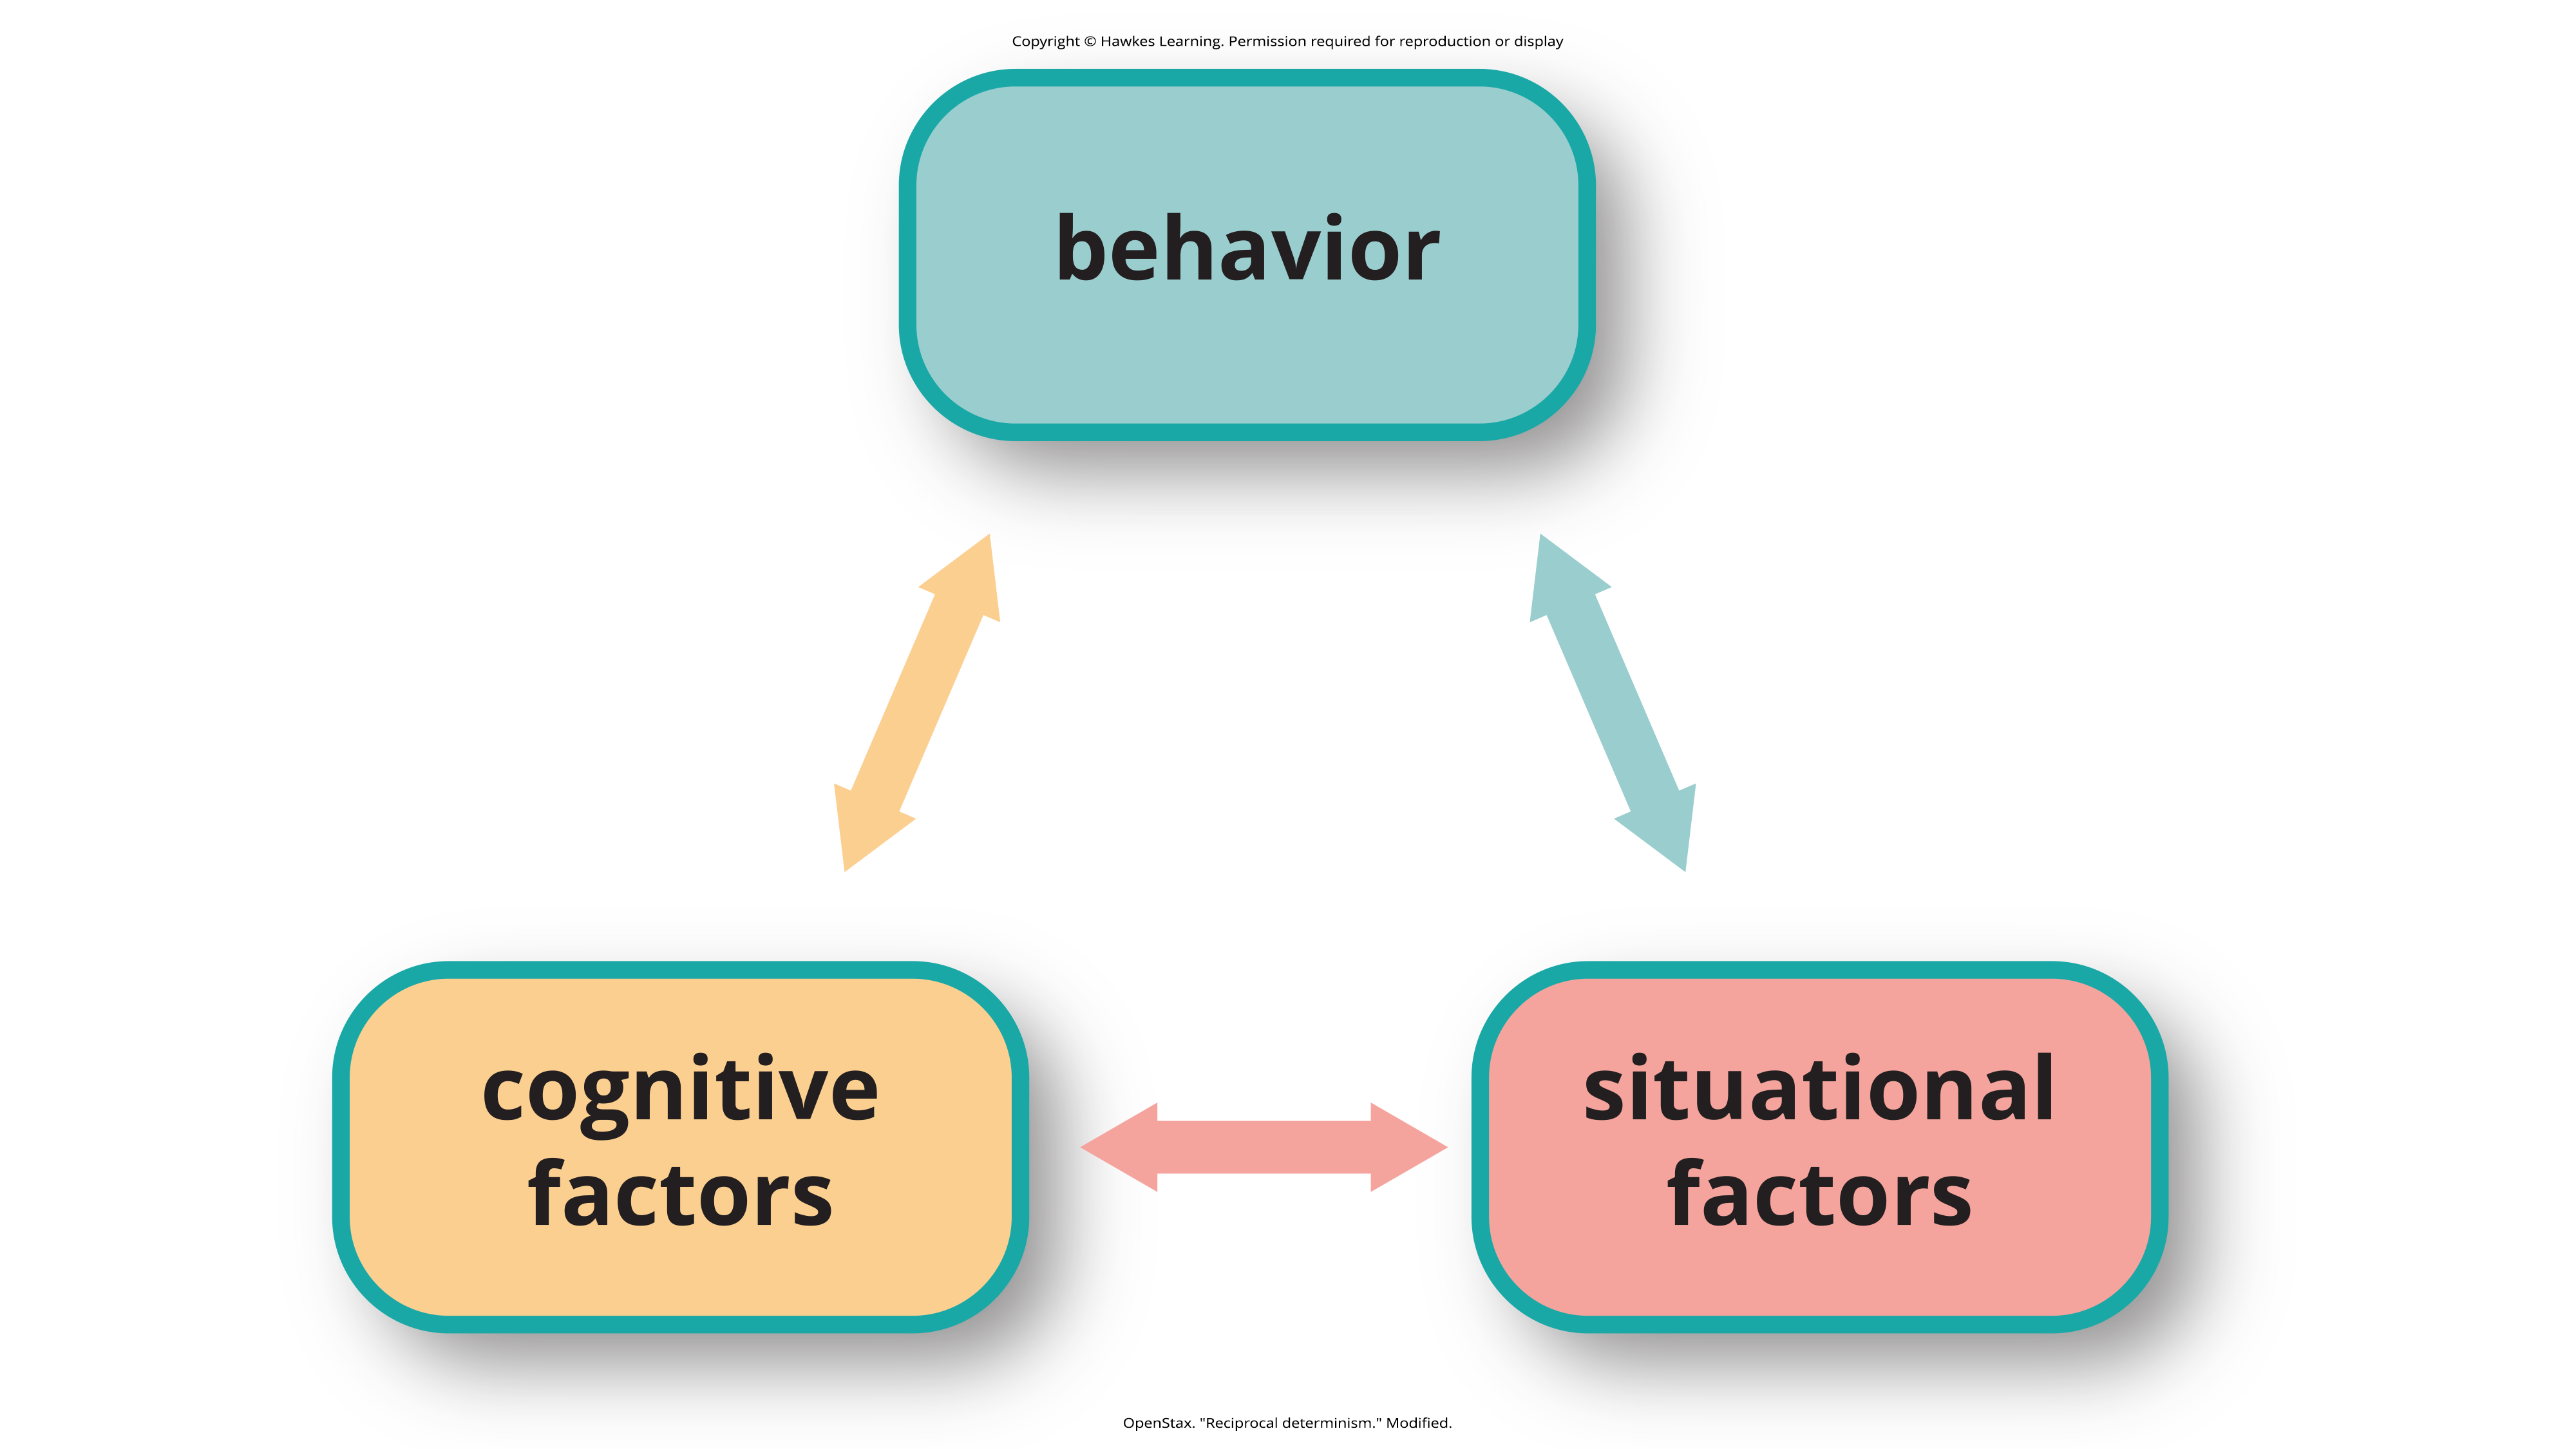 Copyright © Hawkes Learning. Permission required for reproduction or display
behavior
cognitive
factors
situational
factors
OpenStax. "Reciprocal determinism." Modified.